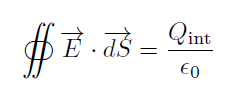 ∯ E⃗ · dS⃗ = Q_int / ϵ₀